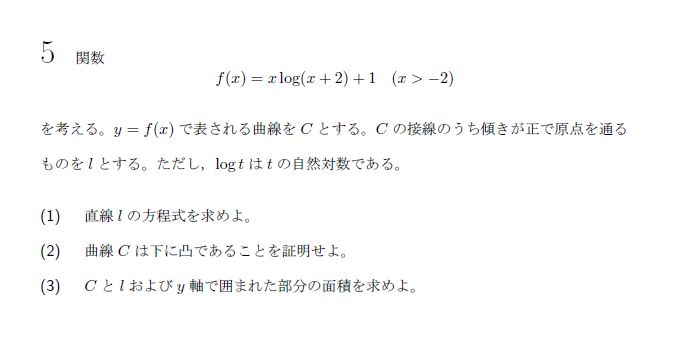 5 関数
f(x) = x log(x + 2) + 1 (x > −2)
を考える。y = f(x) で表される曲線を C とする。C の接線のうち傾きが正で原点を通る
ものを l とする。ただし，log t は t の自然対数である。
(1) 直線 l の方程式を求めよ。
(2) 曲線 C は下に凸であることを証明せよ。
(3) C と l および y 軸で囲まれた部分の面積を求めよ。